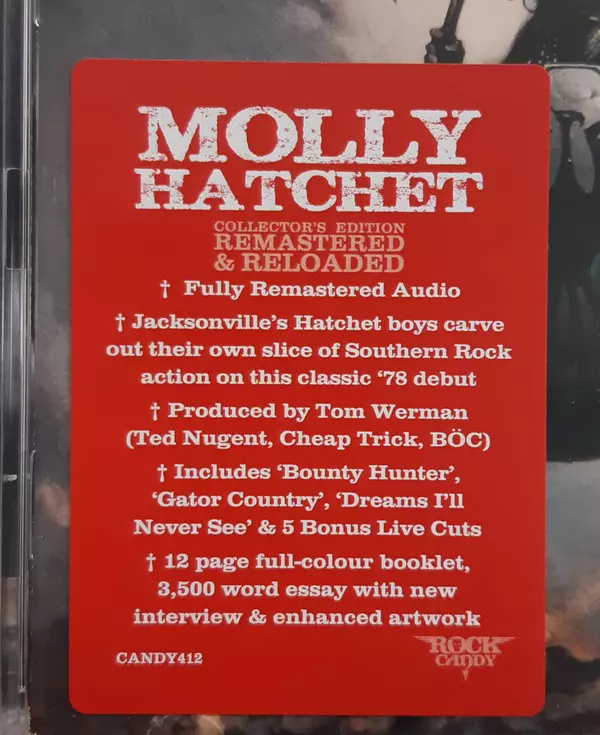 MOLLY
HATCHET
COLLECTOR'S EDITION
REMASTERED
& RELOADED
† Fully Remastered Audio
† Jacksonville's Hatchet boys carve
out their own slice of Southern Rock
action on this classic ‘78 debut
† Produced by Tom Werman
(Ted Nugent, Cheap Trick, BÖC)
† Includes ‘Bounty Hunter’,
‘Gator Country’, ‘Dreams I’ll
Never See’ & 5 Bonus Live Cuts
† 12 page full-colour booklet,
3,500 word essay with new
interview & enhanced artwork
CANDY412
ROCK
CANDY